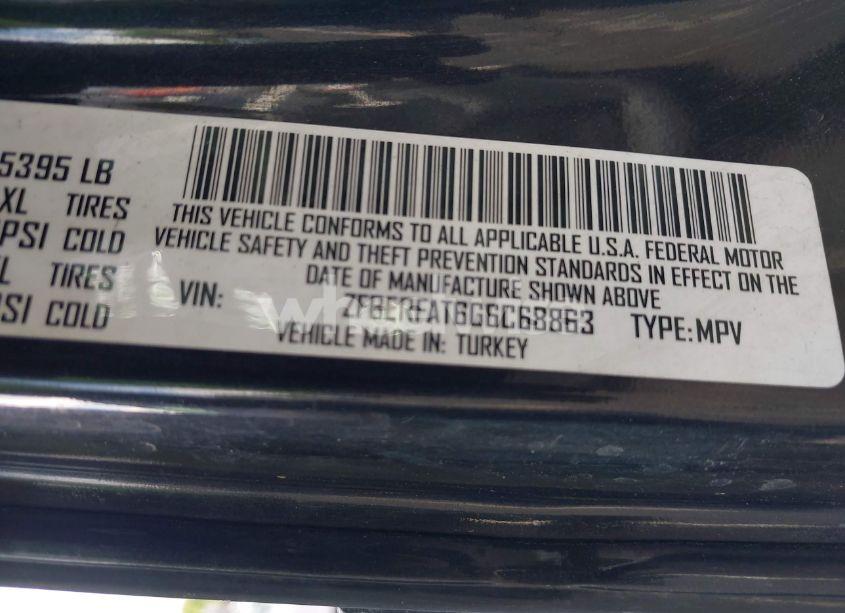 5395 LB
XL TIRES
PSI COLD
L TIRES
SI COLD
THIS VEHICLE CONFORMS TO ALL APPLICABLE U.S.A. FEDERAL MOTOR
VEHICLE SAFETY AND THEFT PREVENTION STANDARDS IN EFFECT ON THE
DATE OF MANUFACTURE SHOWN ABOVE
VIN: ZFBERFAT6G6C68863 TYPE: MPV
VEHICLE MADE IN: TURKEY